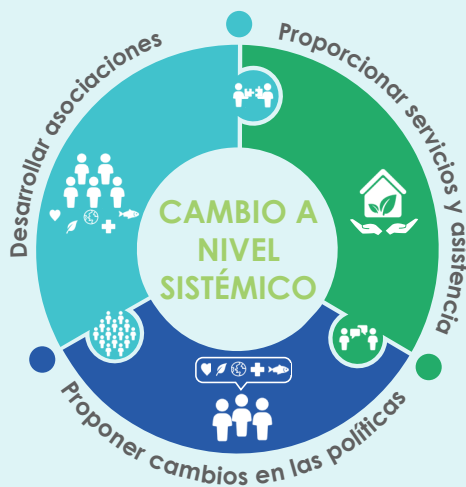 Desarrollar asociaciones
Proporcionar servicios y asistencia
CAMBIO A
NIVEL
SISTÉMICO
Proponer cambios en las políticas